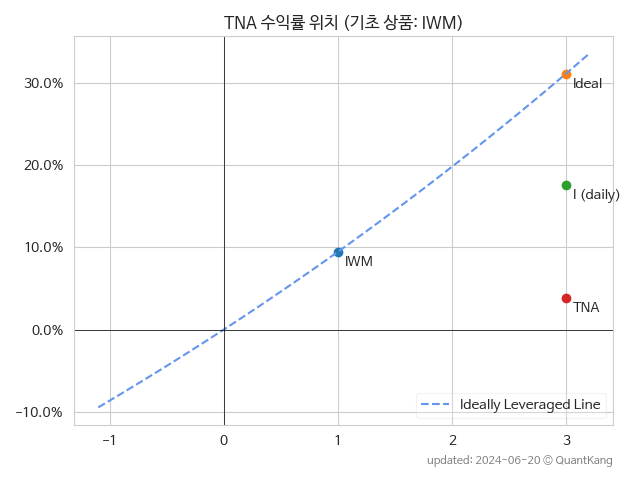 TNA 수익률 위치 (기초 상품: IWM)
30.0%
20.0%
10.0%
0.0%
-10.0%
Ideal
I (daily)
IWM
TNA
Ideally Leveraged Line
-1 0 1 2 3
updated: 2024-06-20 © QuantKang